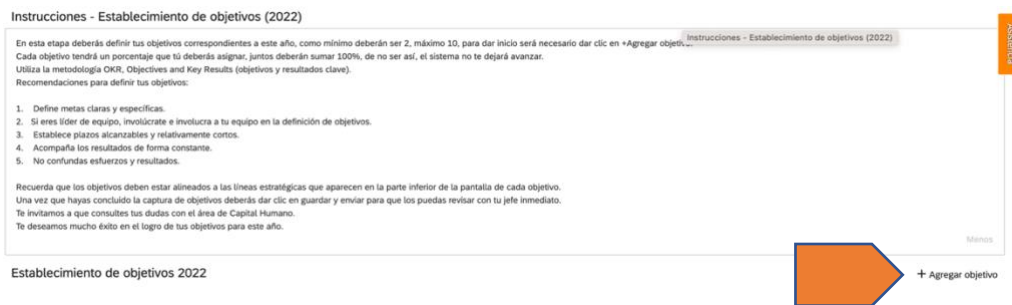 Instrucciones - Establecimiento de objetivos (2022)
En esta etapa deberás definir tus objetivos correspondientes a este año, como mínimo deberán ser 2, máximo 10, para dar inicio será necesario dar clic en +Agregar
Instrucciones - Establecimiento de objetivos (2022)
Cada objetivo tendrá un porcentaje que tú deberás asignar, juntos deberán sumar 100%, de no ser así, el sistema no te dejará avanzar.
Utiliza la metodología OKR, Objectives and Key Results (objetivos y resultados clave).
Recomendaciones para definir tus objetivos:
1. Define metas claras y específicas.
2. Si eres líder de equipo, involúcrate e involucra a tu equipo en la definición de objetivos.
3. Establece plazos alcanzables y relativamente cortos.
4. Acompaña los resultados de forma constante.
5. No confundas esfuerzos y resultados.
Recuerda que los objetivos deben estar alineados a las líneas estratégicas que aparecen en la parte inferior de la pantalla de cada objetivo.
Una vez que hayas concluido la captura de objetivos deberás dar clic en guardar y enviar para que los puedas revisar con tu jefe inmediato.
Te invitamos a que consultes tus dudas con el área de Capital Humano.
Te deseamos mucho éxito en el logro de tus objetivos para este año.
Menos
Establecimiento de objetivos 2022
+ Agregar objetivo